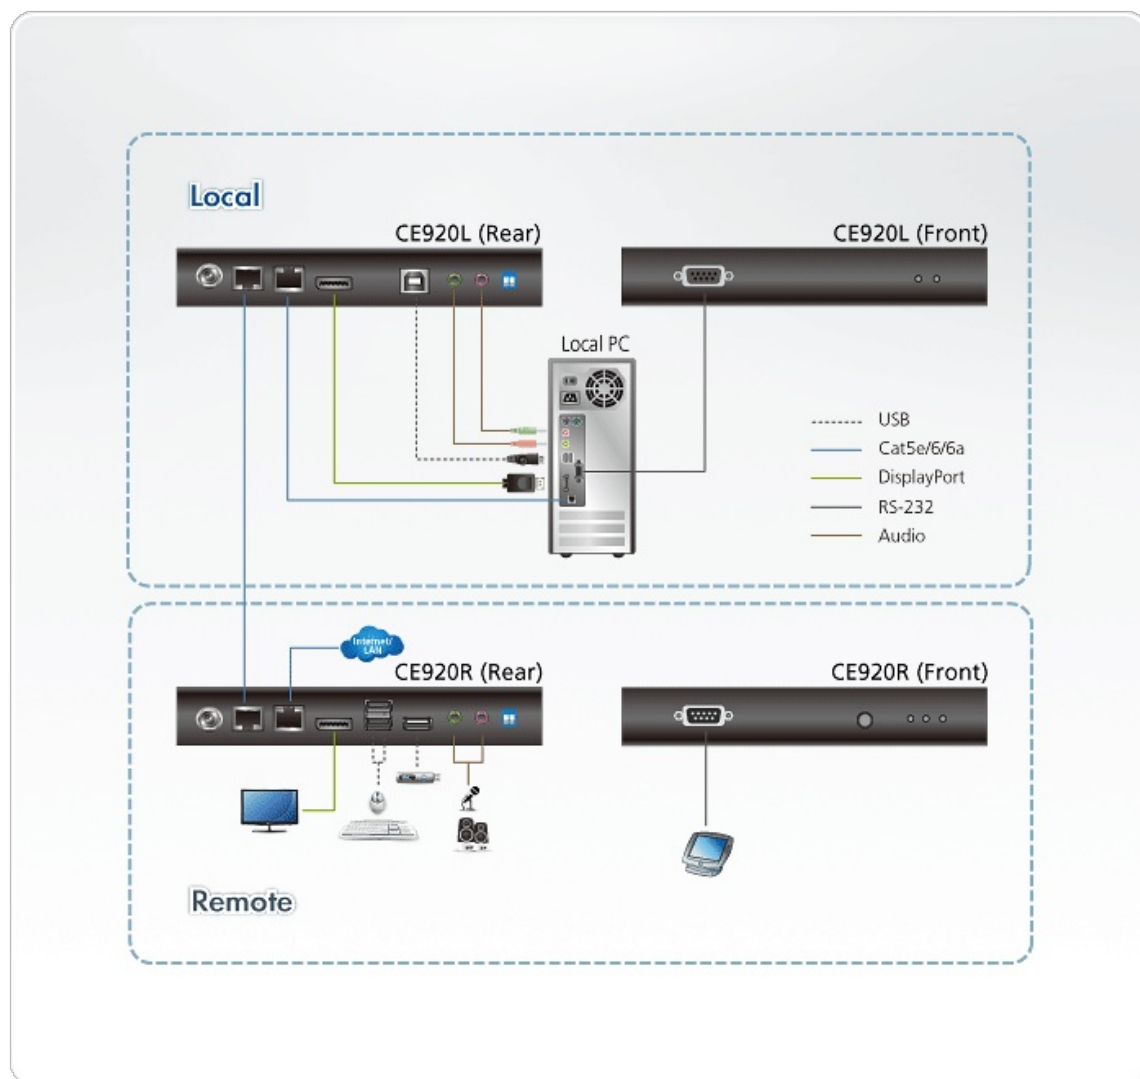 Local
CE920L (Rear)
CE920L (Front)
Local PC
USB
Cat5e/6/6a
DisplayPort
RS-232
Audio
Internet/
LAN
CE920R (Rear)
CE920R (Front)
Remote